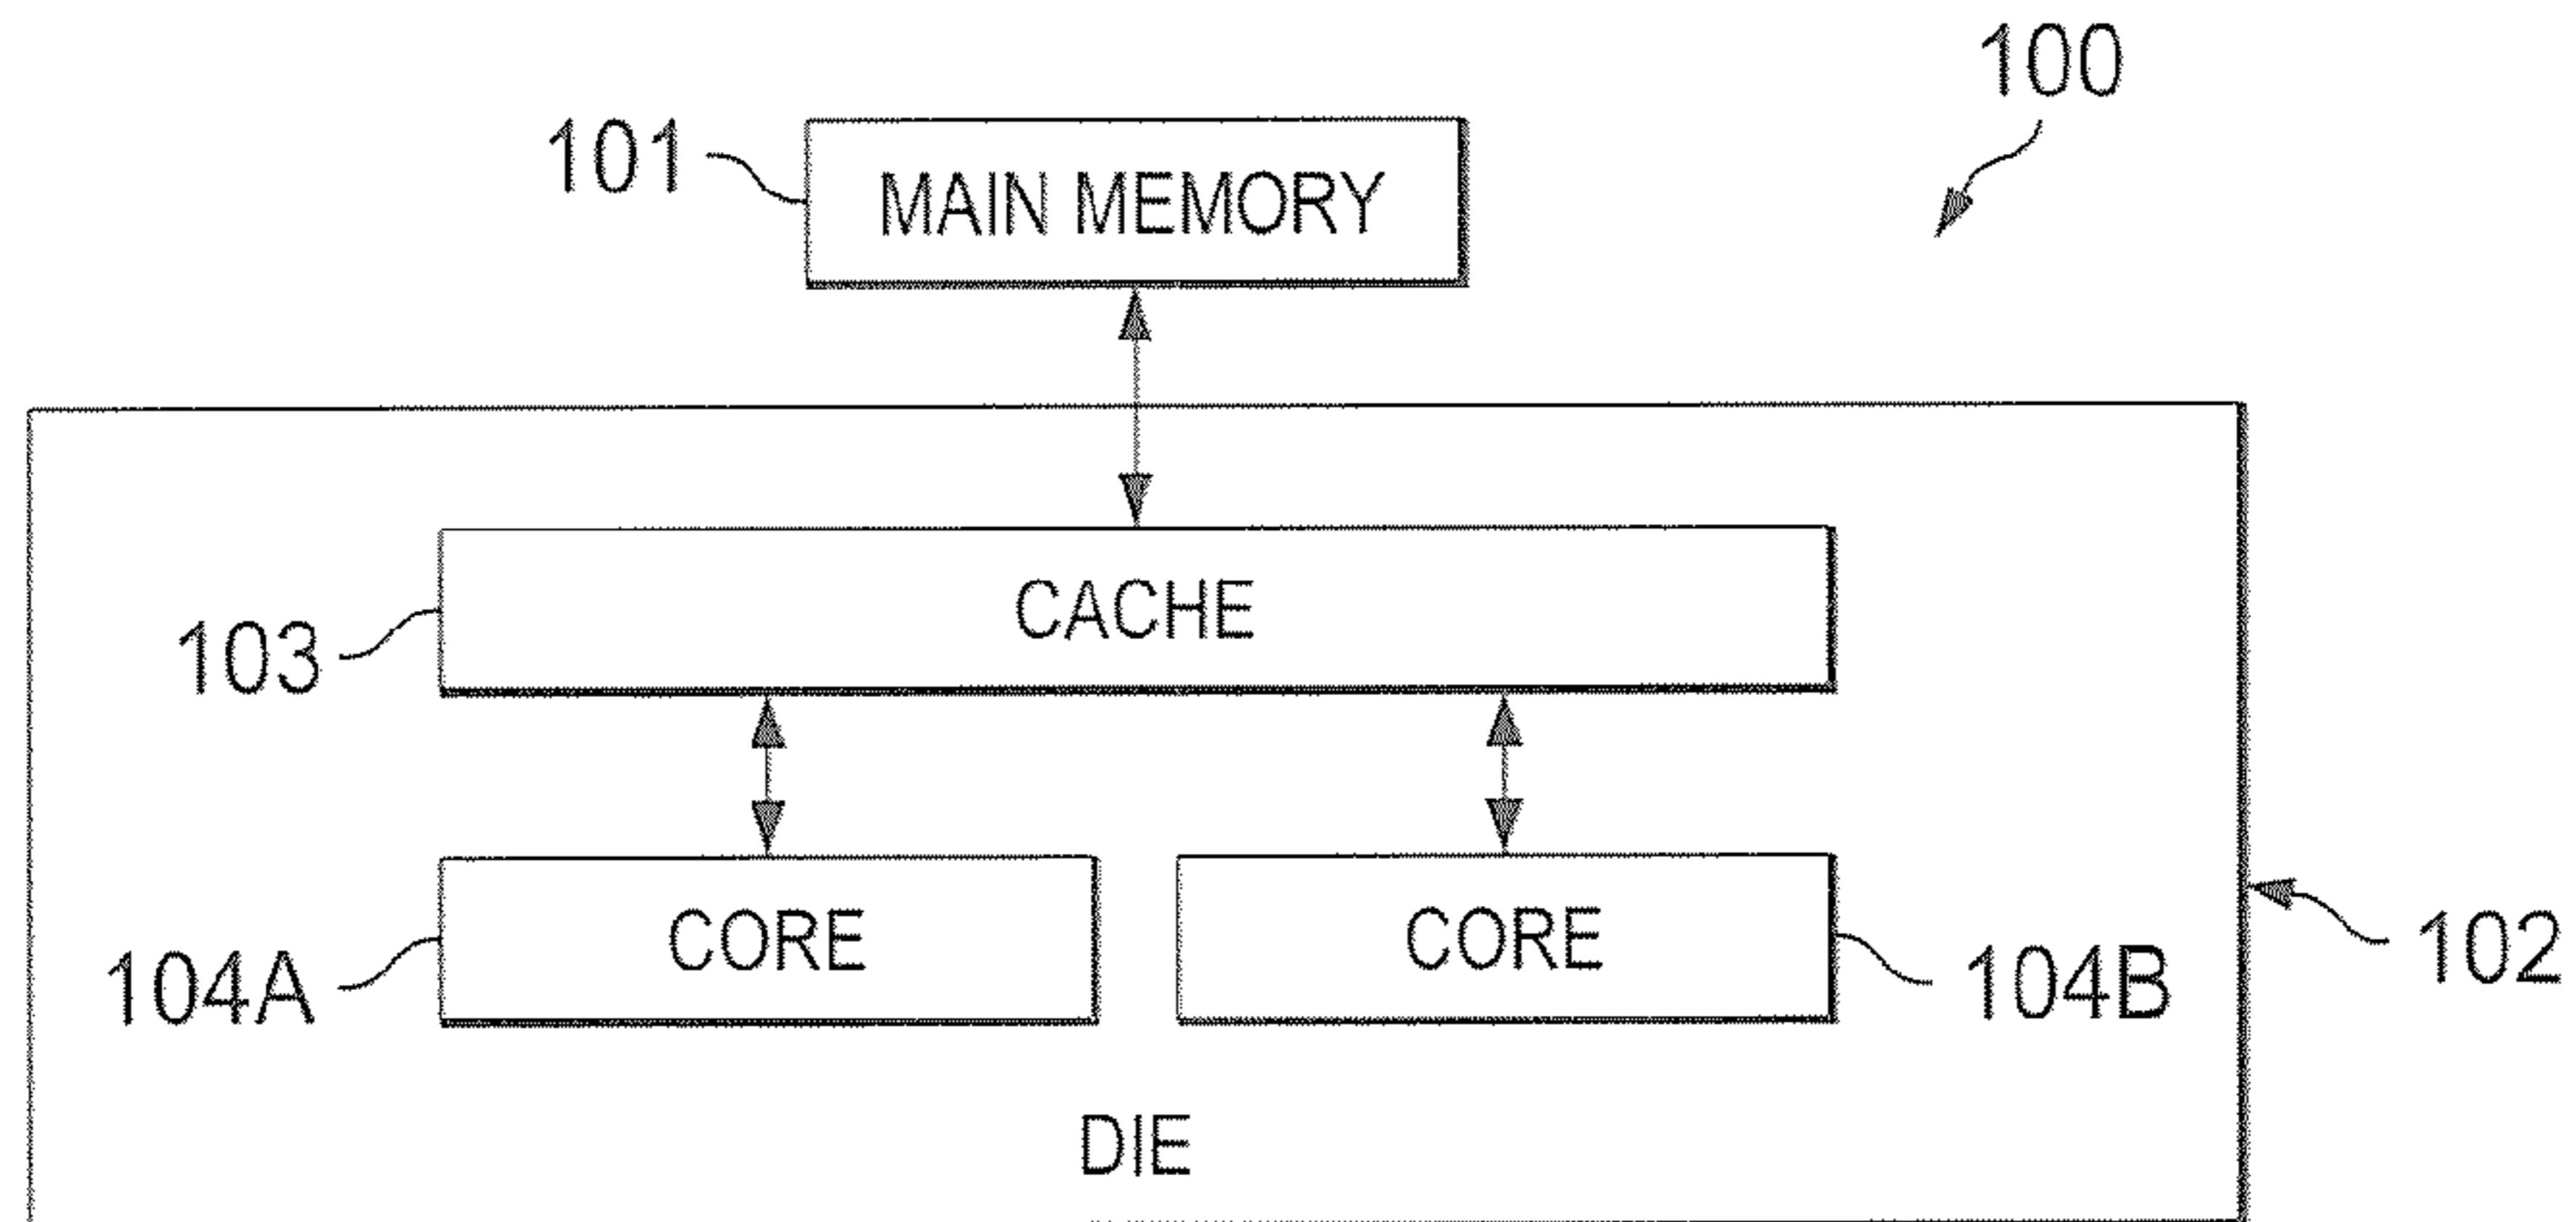 100
101
MAIN MEMORY
CACHE
103
CORE
CORE
104A
104B
102
DIE